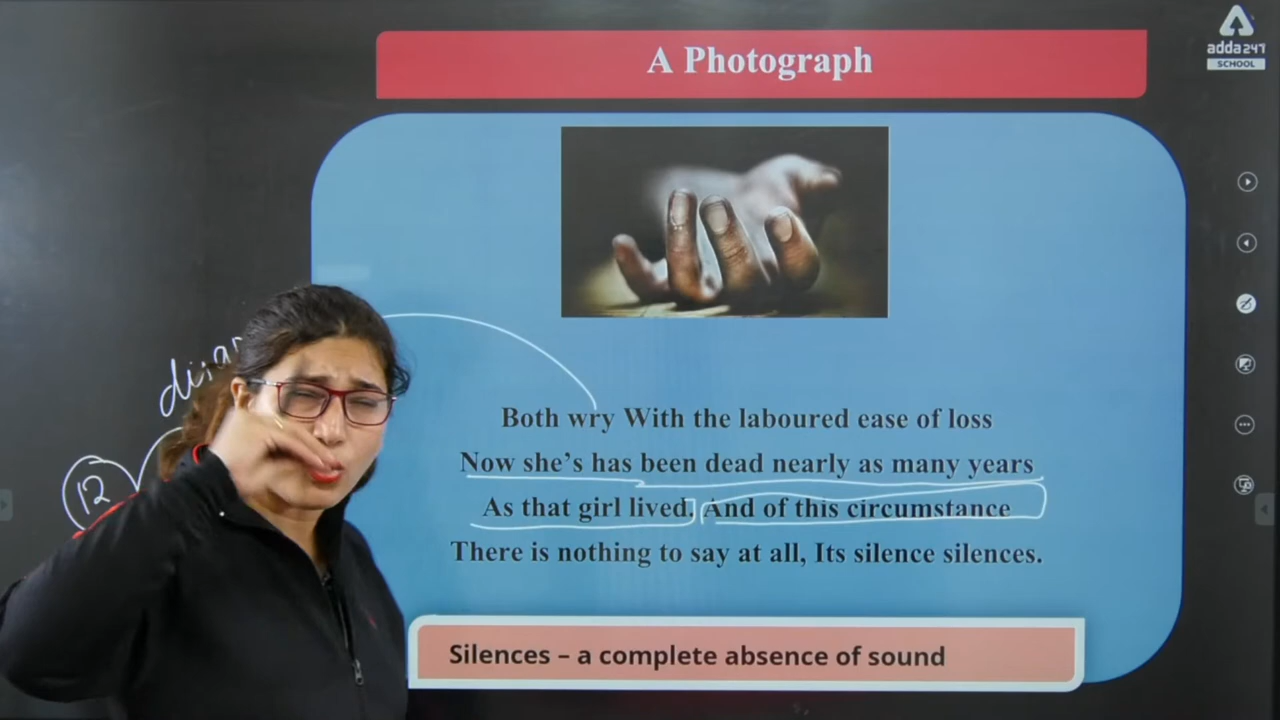 A Photograph
adda247
SCHOOL
12
Both wry With the laboured ease of loss
Now she's has been dead nearly as many years
As that girl lived. And of this circumstance
There is nothing to say at all, Its silence silences.
Silences – a complete absence of sound